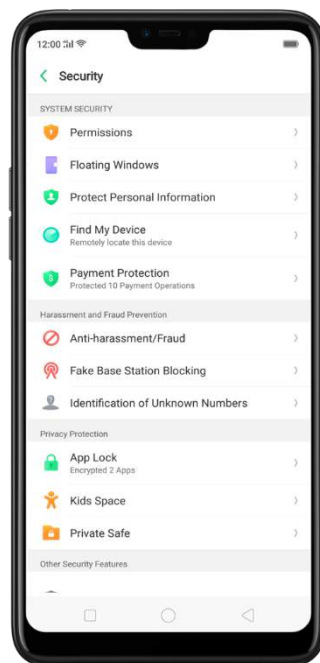 12:00
Security
SYSTEM SECURITY
Permissions
Floating Windows
Protect Personal Information
Find My Device
Remotely locate this device
Payment Protection
Protected 10 Payment Operations
Harassment and Fraud Prevention
Anti-harassment/Fraud
Fake Base Station Blocking
Identification of Unknown Numbers
Privacy Protection
App Lock
Encrypted 2 Apps
Kids Space
Private Safe
Other Security Features